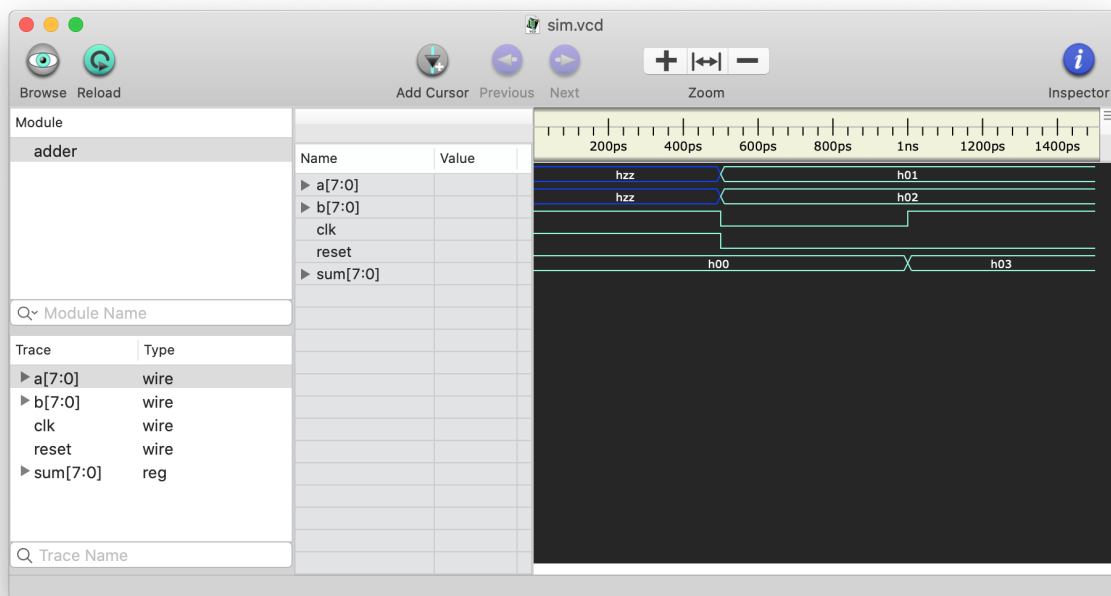 sim.vcd
Browse Reload Add Cursor Previous Next Zoom Inspector
Module
adder
Module Name
Trace Type
a[7:0] wire
b[7:0] wire
clk wire
reset wire
sum[7:0] reg
Trace Name
Name Value
a[7:0]
b[7:0]
clk
reset
sum[7:0]
200ps 400ps 600ps 800ps 1ns 1200ps 1400ps
hzz h01
hzz h02
h00 h03